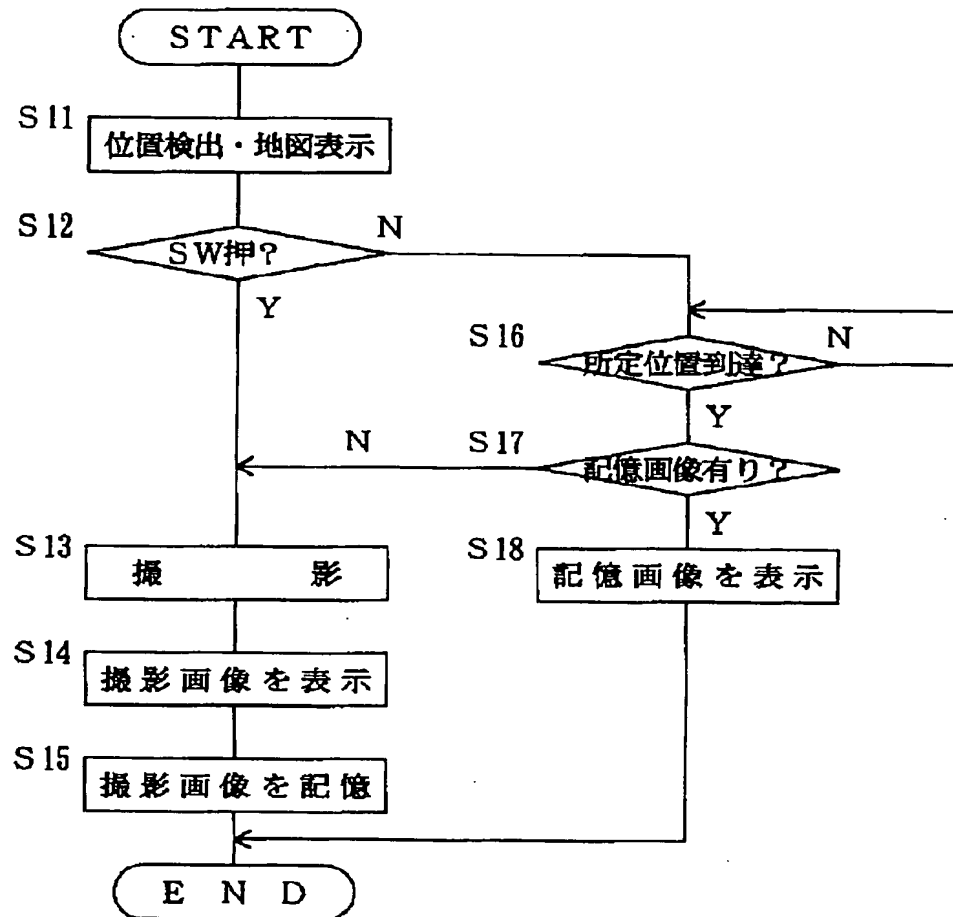 START
S11
位置検出・地図表示
S12
SW押?
N
Y
S16
所定位置到達?
N
Y
S17
N
記憶画像有り?
Y
S13
撮影
S18
記憶画像を表示
S14
撮影画像を表示
S15
撮影画像を記憶
END